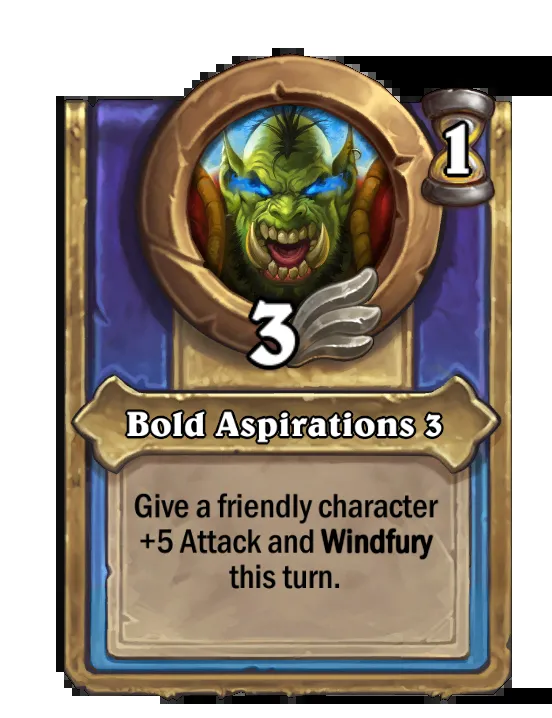 1
3
Bold Aspirations 3
Give a friendly character
+5 Attack and Windfury
this turn.